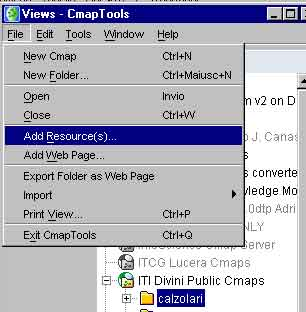 Views - CmapTools
File Edit Tools Window Help
New Cmap Ctrl+N
New Folder... Ctrl+Maiusc+N
Open Invio
m v2 on D
Close Ctrl+W
Add Resource(s)...
o J, Canas
Add Web Page...
as
Export Folder as Web Page
s converte
Import
ledge Mo
Print View... Ctrl+P
0dtp Adri
NLY
Exit CmapTools Ctrl+Q
Cmap Server
ITCG Lucera Cmaps
ITI Divini Public Cmaps
calzolari